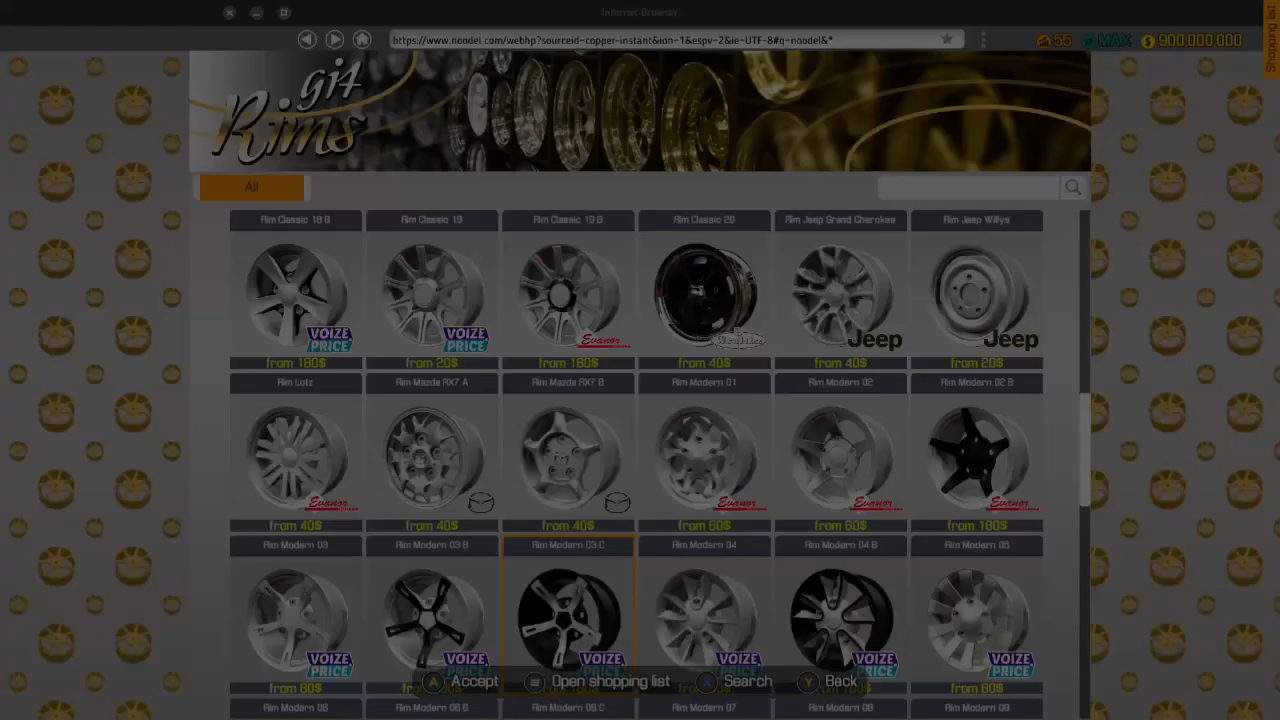 Internet Browser
Shopping list
https://www.noodel.com/webhp?sourceid-copper-instant&ion-1&espv-2&ie-UTF-8#q-noodel&*
55 MAX $ 900,000,000
git Rims
All
Rim Classic 18 B Rim Classic 19 Rim Classic 19 B Rim Classic 20 Rim Jeep Grand Cherokee Rim Jeep Willys
VOIZE PRICE VOIZE PRICE Evanor Jeep Jeep
from 180$ from 20$ from 180$ from 40$ from 40$ from 20$
Rim Lotz Rim Mazda RX7 A Rim Mazda RX7 B Rim Modern 01 Rim Modern 02 Rim Modern 02 B
Evanor Evanor Evanor Evanor
from 40$ from 40$ from 40$ from 60$ from 60$ from 180$
Rim Modern 03 Rim Modern 03 B Rim Modern 03 C Rim Modern 04 Rim Modern 04 B Rim Modern 05
VOIZE PRICE VOIZE PRICE VOIZE PRICE VOIZE PRICE VOIZE PRICE VOIZE PRICE
A Accept Open shopping list X Search Y Back
Rim Modern 06 Rim Modern 06 B Rim Modern 06 C Rim Modern 07 Rim Modern 08 Rim Modern 09